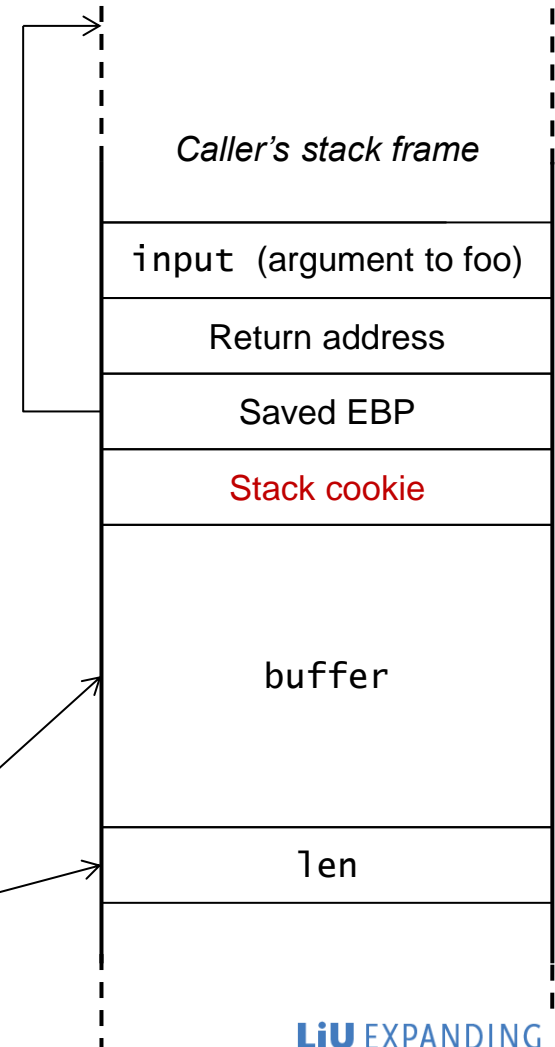 Caller’s stack frame
input (argument to foo)
Return address
Saved EBP
Stack cookie
buffer
len
LiU EXPANDING